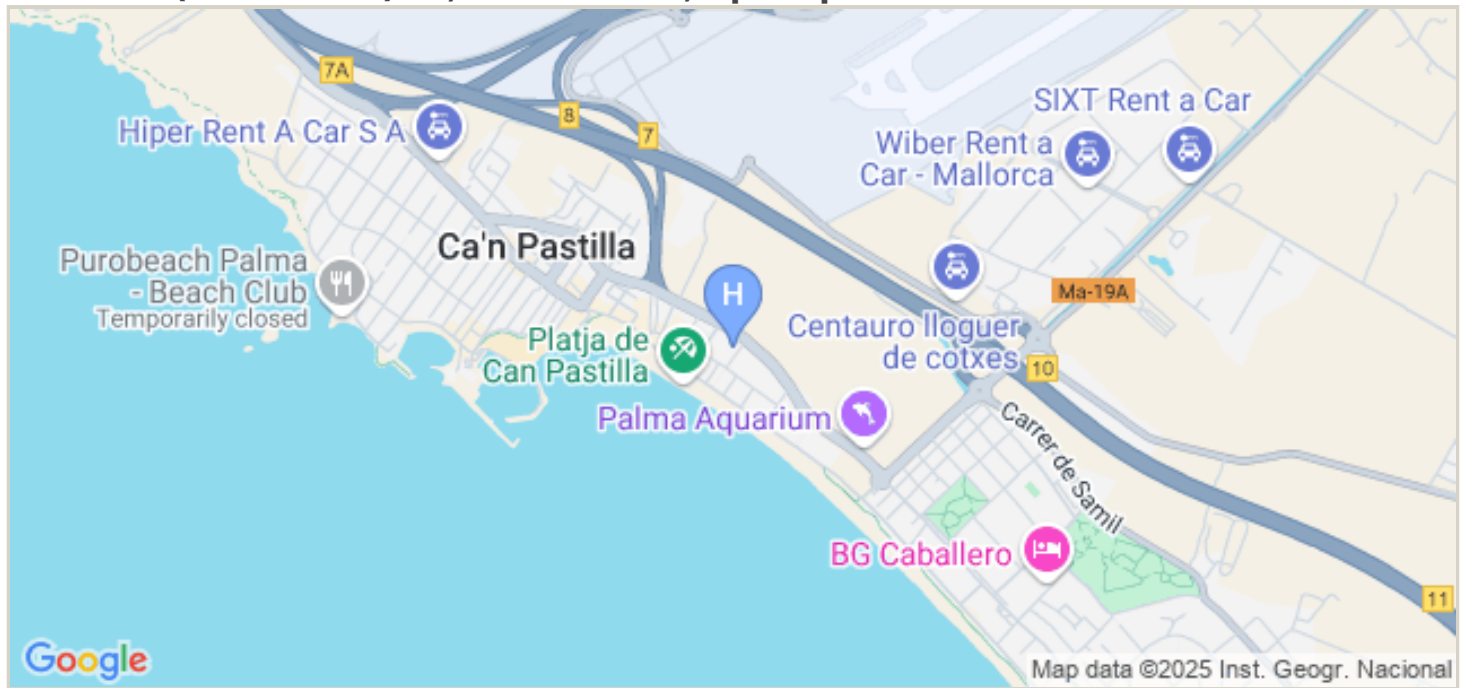 7A
8
7
Hiper Rent A Car S A
SIXT Rent a Car
Wiber Rent a
Car - Mallorca
Ca'n Pastilla
Purobeach Palma
- Beach Club
Temporarily closed
H
Ma-19A
Platja de
Can Pastilla
Centauro lloguer
de cotxes
10
Palma Aquarium
Carrer de Samil
BG Caballero
11
Google
Map data ©2025 Inst. Geogr. Nacional